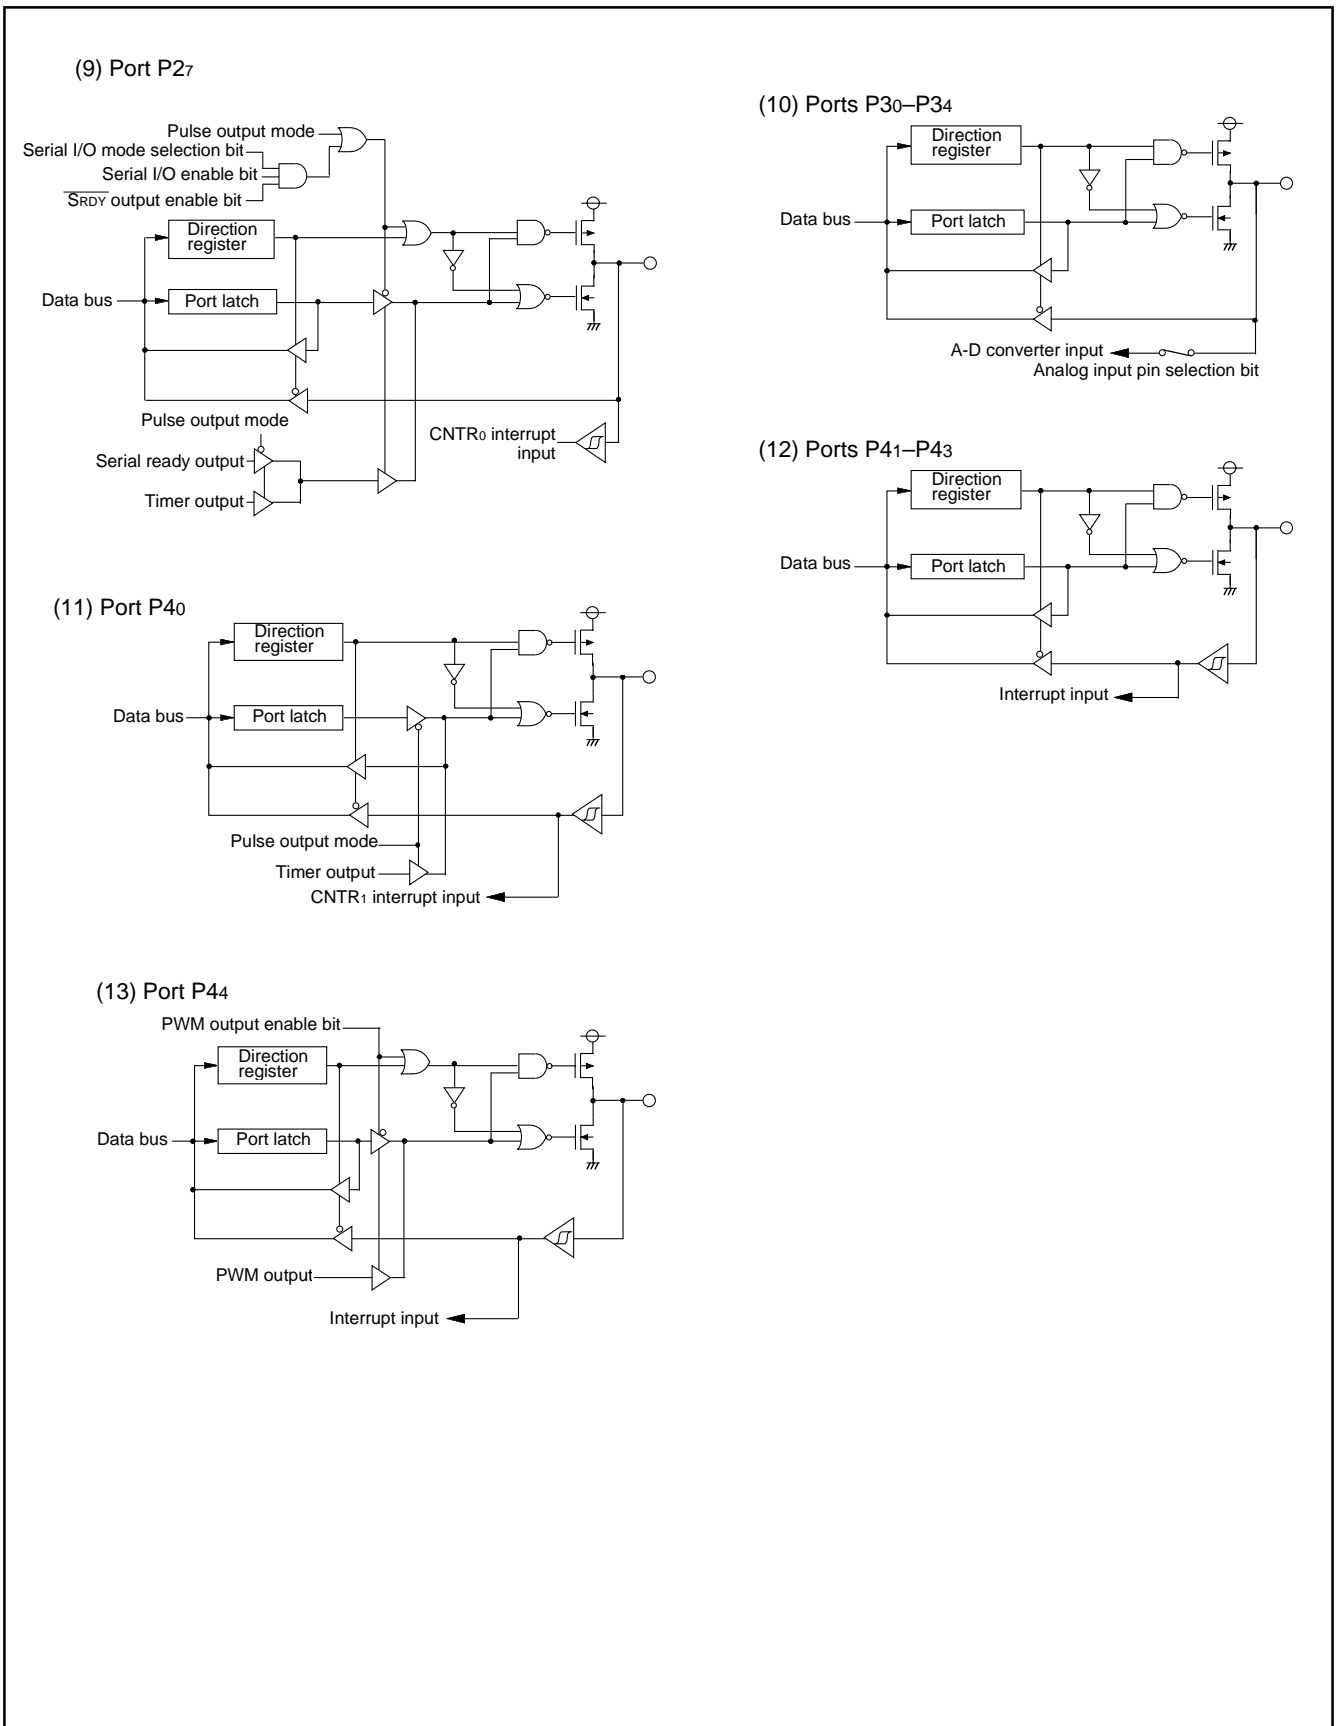 (9) Port P27
Pulse output mode
Serial I/O mode selection bit
Serial I/O enable bit
SRDY output enable bit
Direction
register
Data bus
Port latch
Pulse output mode
Serial ready output
Timer output
CNTR0 interrupt
input
(10) Ports P30–P34
Direction
register
Data bus
Port latch
A-D converter input
Analog input pin selection bit
(11) Port P40
Direction
register
Data bus
Port latch
Pulse output mode
Timer output
CNTR1 interrupt input
(12) Ports P41–P43
Direction
register
Data bus
Port latch
Interrupt input
(13) Port P44
PWM output enable bit
Direction
register
Data bus
Port latch
PWM output
Interrupt input